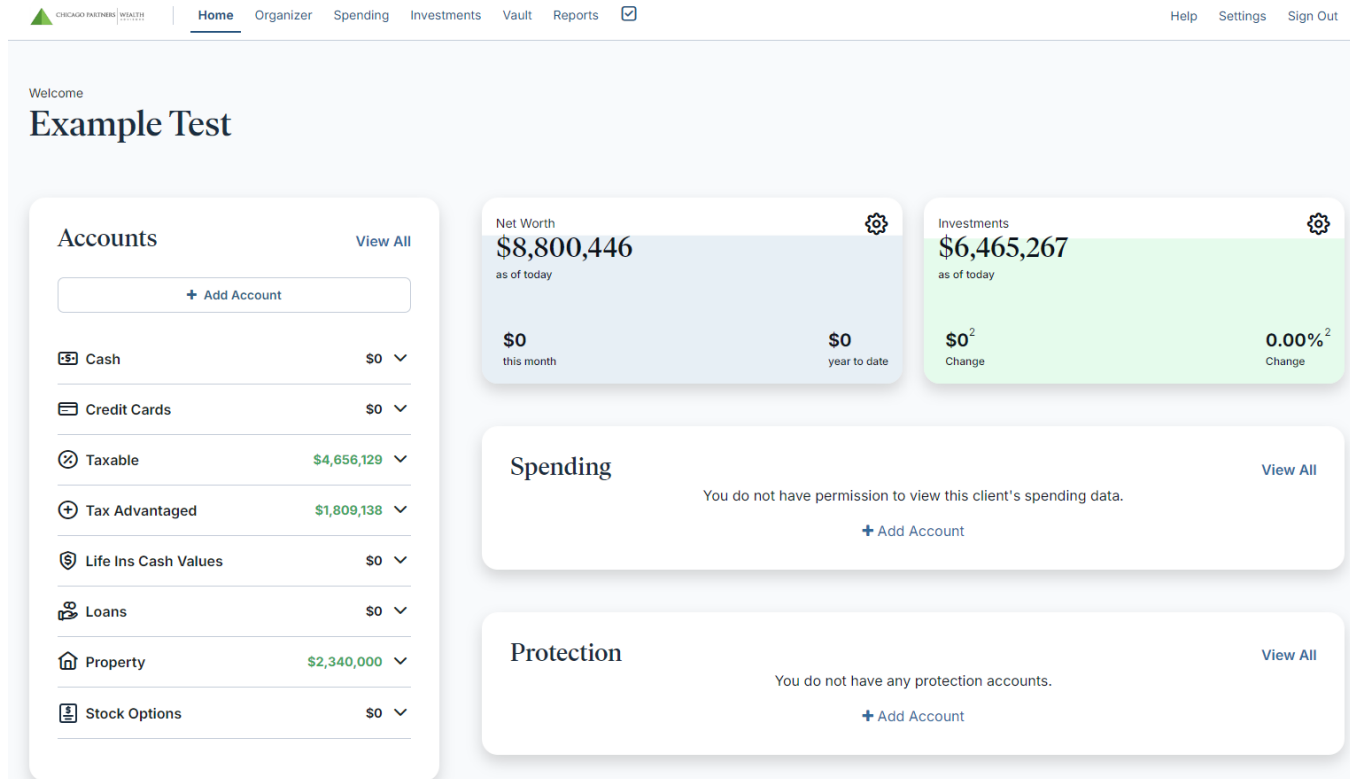 CHICAGO PARTNERS WEALTH
Home
Organizer
Spending
Investments
Vault
Reports
Help
Settings
Sign Out
Welcome
Example Test
Accounts
View All
+ Add Account
Cash $0
Credit Cards $0
Taxable $4,656,129
Tax Advantaged $1,809,138
Life Ins Cash Values $0
Loans $0
Property $2,340,000
Stock Options $0
Net Worth
$8,800,446
as of today
$0
this month
$0
year to date
Investments
$6,465,267
as of today
$0²
Change
0.00%²
Change
Spending
View All
You do not have permission to view this client's spending data.
+ Add Account
Protection
View All
You do not have any protection accounts.
+ Add Account